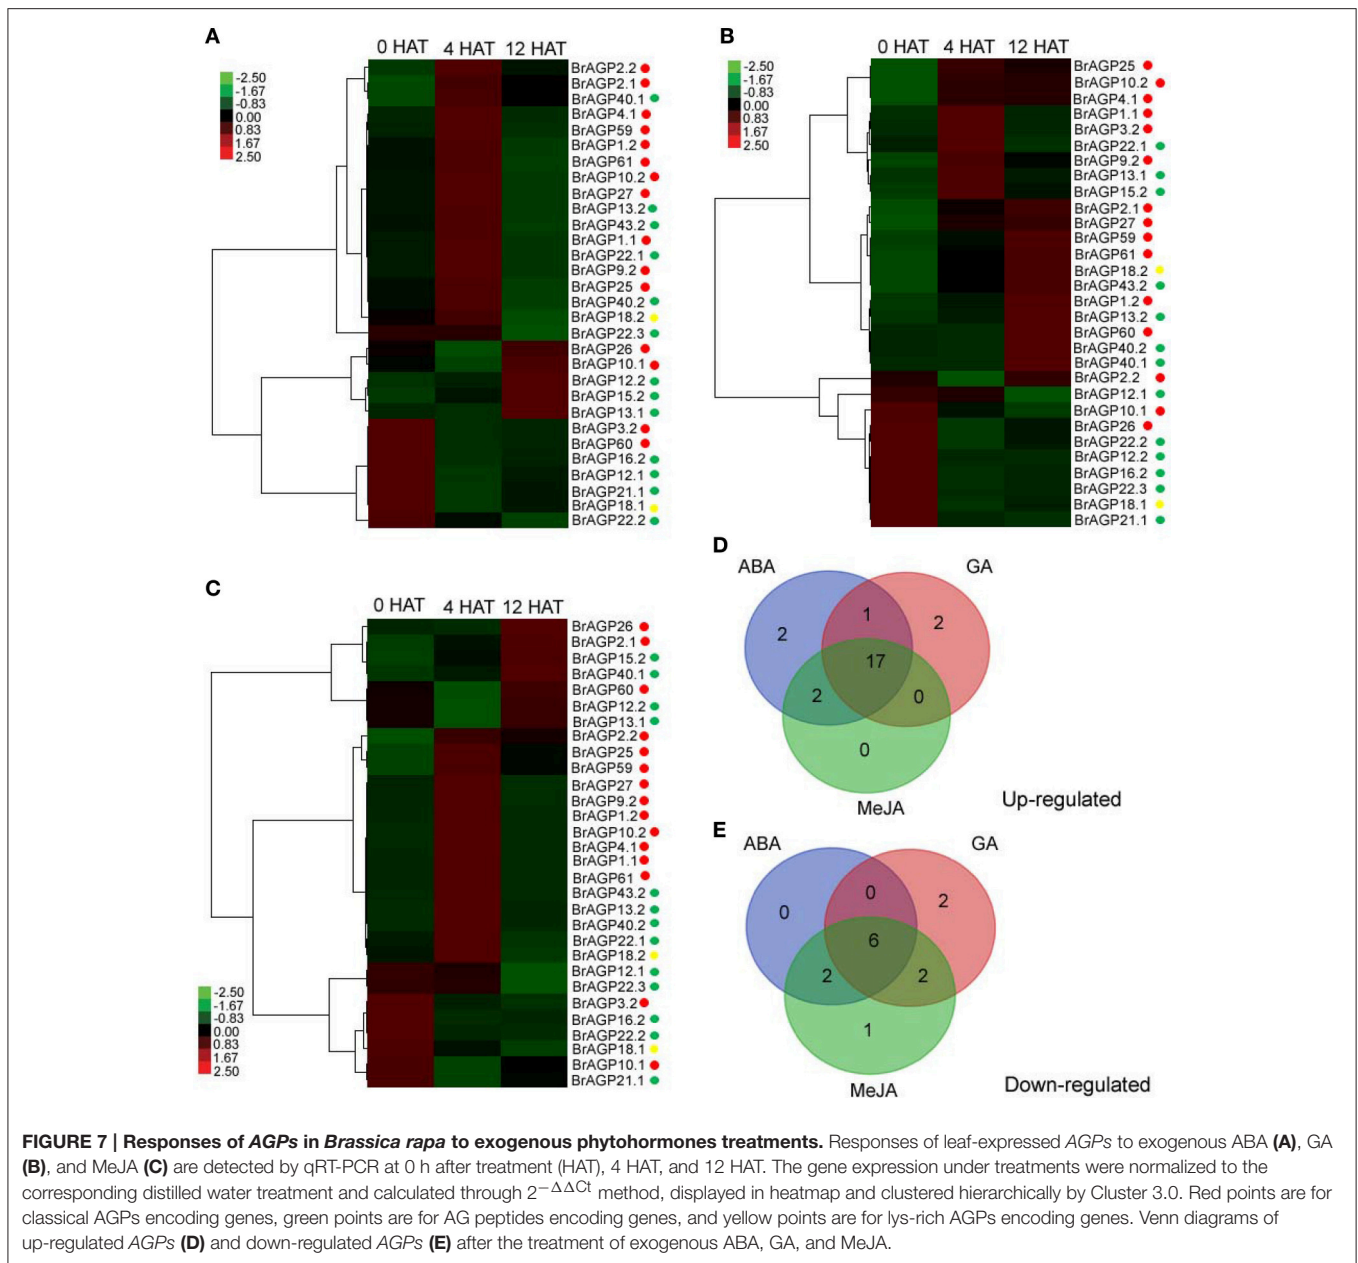 A
0 HAT 4 HAT 12 HAT
-2.50
-1.67
-0.83
0.00
0.83
1.67
2.50
BrAGP2.2
BrAGP2.1
BrAGP40.1
BrAGP4.1
BrAGP59
BrAGP1.2
BrAGP61
BrAGP10.2
BrAGP27
BrAGP13.2
BrAGP43.2
BrAGP1.1
BrAGP22.1
BrAGP9.2
BrAGP25
BrAGP40.2
BrAGP18.2
BrAGP22.3
BrAGP26
BrAGP10.1
BrAGP12.2
BrAGP15.2
BrAGP13.1
BrAGP3.2
BrAGP60
BrAGP16.2
BrAGP12.1
BrAGP21.1
BrAGP18.1
BrAGP22.2
B
0 HAT 4 HAT 12 HAT
-2.50
-1.67
-0.83
0.00
0.83
1.67
2.50
BrAGP25
BrAGP10.2
BrAGP4.1
BrAGP1.1
BrAGP3.2
BrAGP22.1
BrAGP9.2
BrAGP13.1
BrAGP15.2
BrAGP2.1
BrAGP27
BrAGP59
BrAGP61
BrAGP18.2
BrAGP43.2
BrAGP1.2
BrAGP13.2
BrAGP60
BrAGP40.2
BrAGP40.1
BrAGP2.2
BrAGP12.1
BrAGP10.1
BrAGP26
BrAGP22.2
BrAGP12.2
BrAGP16.2
BrAGP22.3
BrAGP18.1
BrAGP21.1
C
0 HAT 4 HAT 12 HAT
BrAGP26
BrAGP2.1
BrAGP15.2
BrAGP40.1
BrAGP60
BrAGP12.2
BrAGP13.1
BrAGP2.2
BrAGP25
BrAGP59
BrAGP27
BrAGP9.2
BrAGP1.2
BrAGP10.2
BrAGP4.1
BrAGP1.1
BrAGP61
BrAGP43.2
BrAGP13.2
BrAGP40.2
BrAGP22.1
BrAGP18.2
BrAGP12.1
BrAGP22.3
BrAGP3.2
BrAGP16.2
BrAGP22.2
BrAGP18.1
BrAGP10.1
BrAGP21.1
-2.50
-1.67
-0.83
0.00
0.83
1.67
2.50
D
ABA
GA
1
2
2
17
2
0
0
MeJA
Up-regulated
E
ABA
GA
0
0
2
6
2
2
1
MeJA
Down-regulated
FIGURE 7 | Responses of AGPs in Brassica rapa to exogenous phytohormones treatments. Responses of leaf-expressed AGPs to exogenous ABA (A), GA
(B), and MeJA (C) are detected by qRT-PCR at 0 h after treatment (HAT), 4 HAT, and 12 HAT. The gene expression under treatments were normalized to the
corresponding distilled water treatment and calculated through 2−ΔΔCt method, displayed in heatmap and clustered hierarchically by Cluster 3.0. Red points are for
classical AGPs encoding genes, green points are for AG peptides encoding genes, and yellow points are for lys-rich AGPs encoding genes. Venn diagrams of
up-regulated AGPs (D) and down-regulated AGPs (E) after the treatment of exogenous ABA, GA, and MeJA.